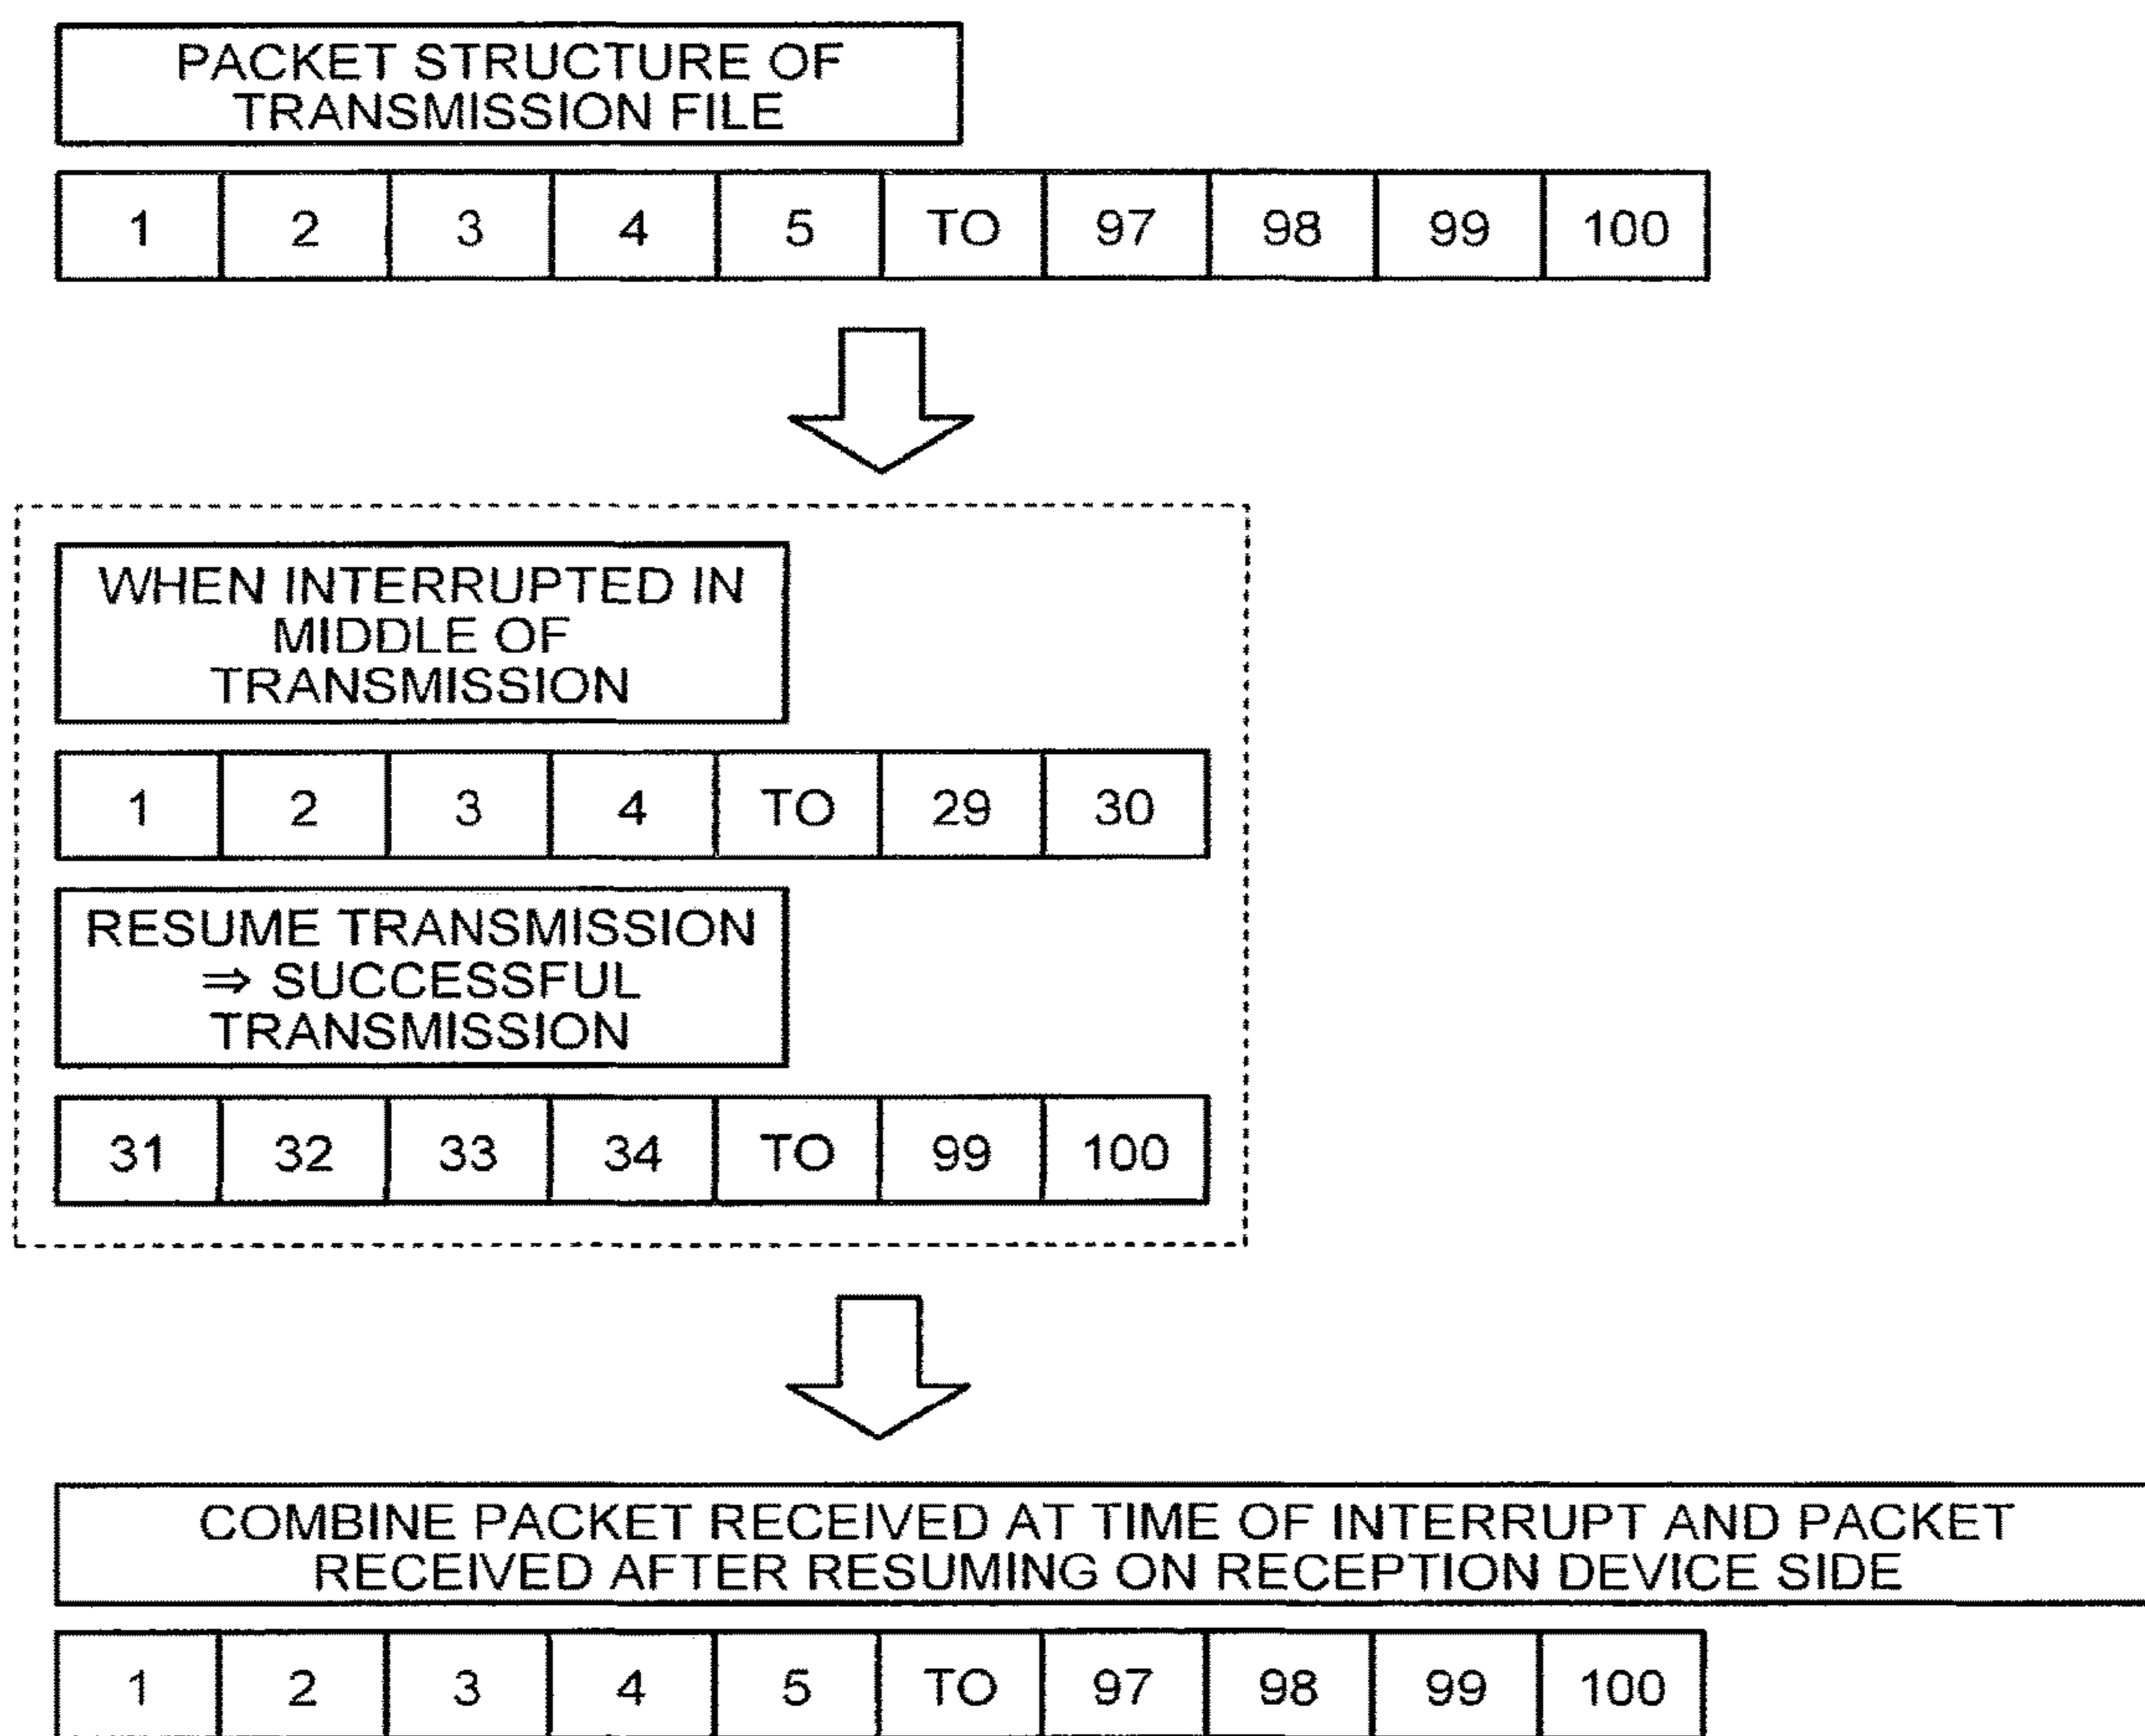 PACKET STRUCTURE OF
TRANSMISSION FILE
1 2 3 4 5 TO 97 98 99 100
WHEN INTERRUPTED IN
MIDDLE OF
TRANSMISSION
1 2 3 4 TO 29 30
RESUME TRANSMISSION
⇒ SUCCESSFUL
TRANSMISSION
31 32 33 34 TO 99 100
COMBINE PACKET RECEIVED AT TIME OF INTERRUPT AND PACKET
RECEIVED AFTER RESUMING ON RECEPTION DEVICE SIDE
1 2 3 4 5 TO 97 98 99 100